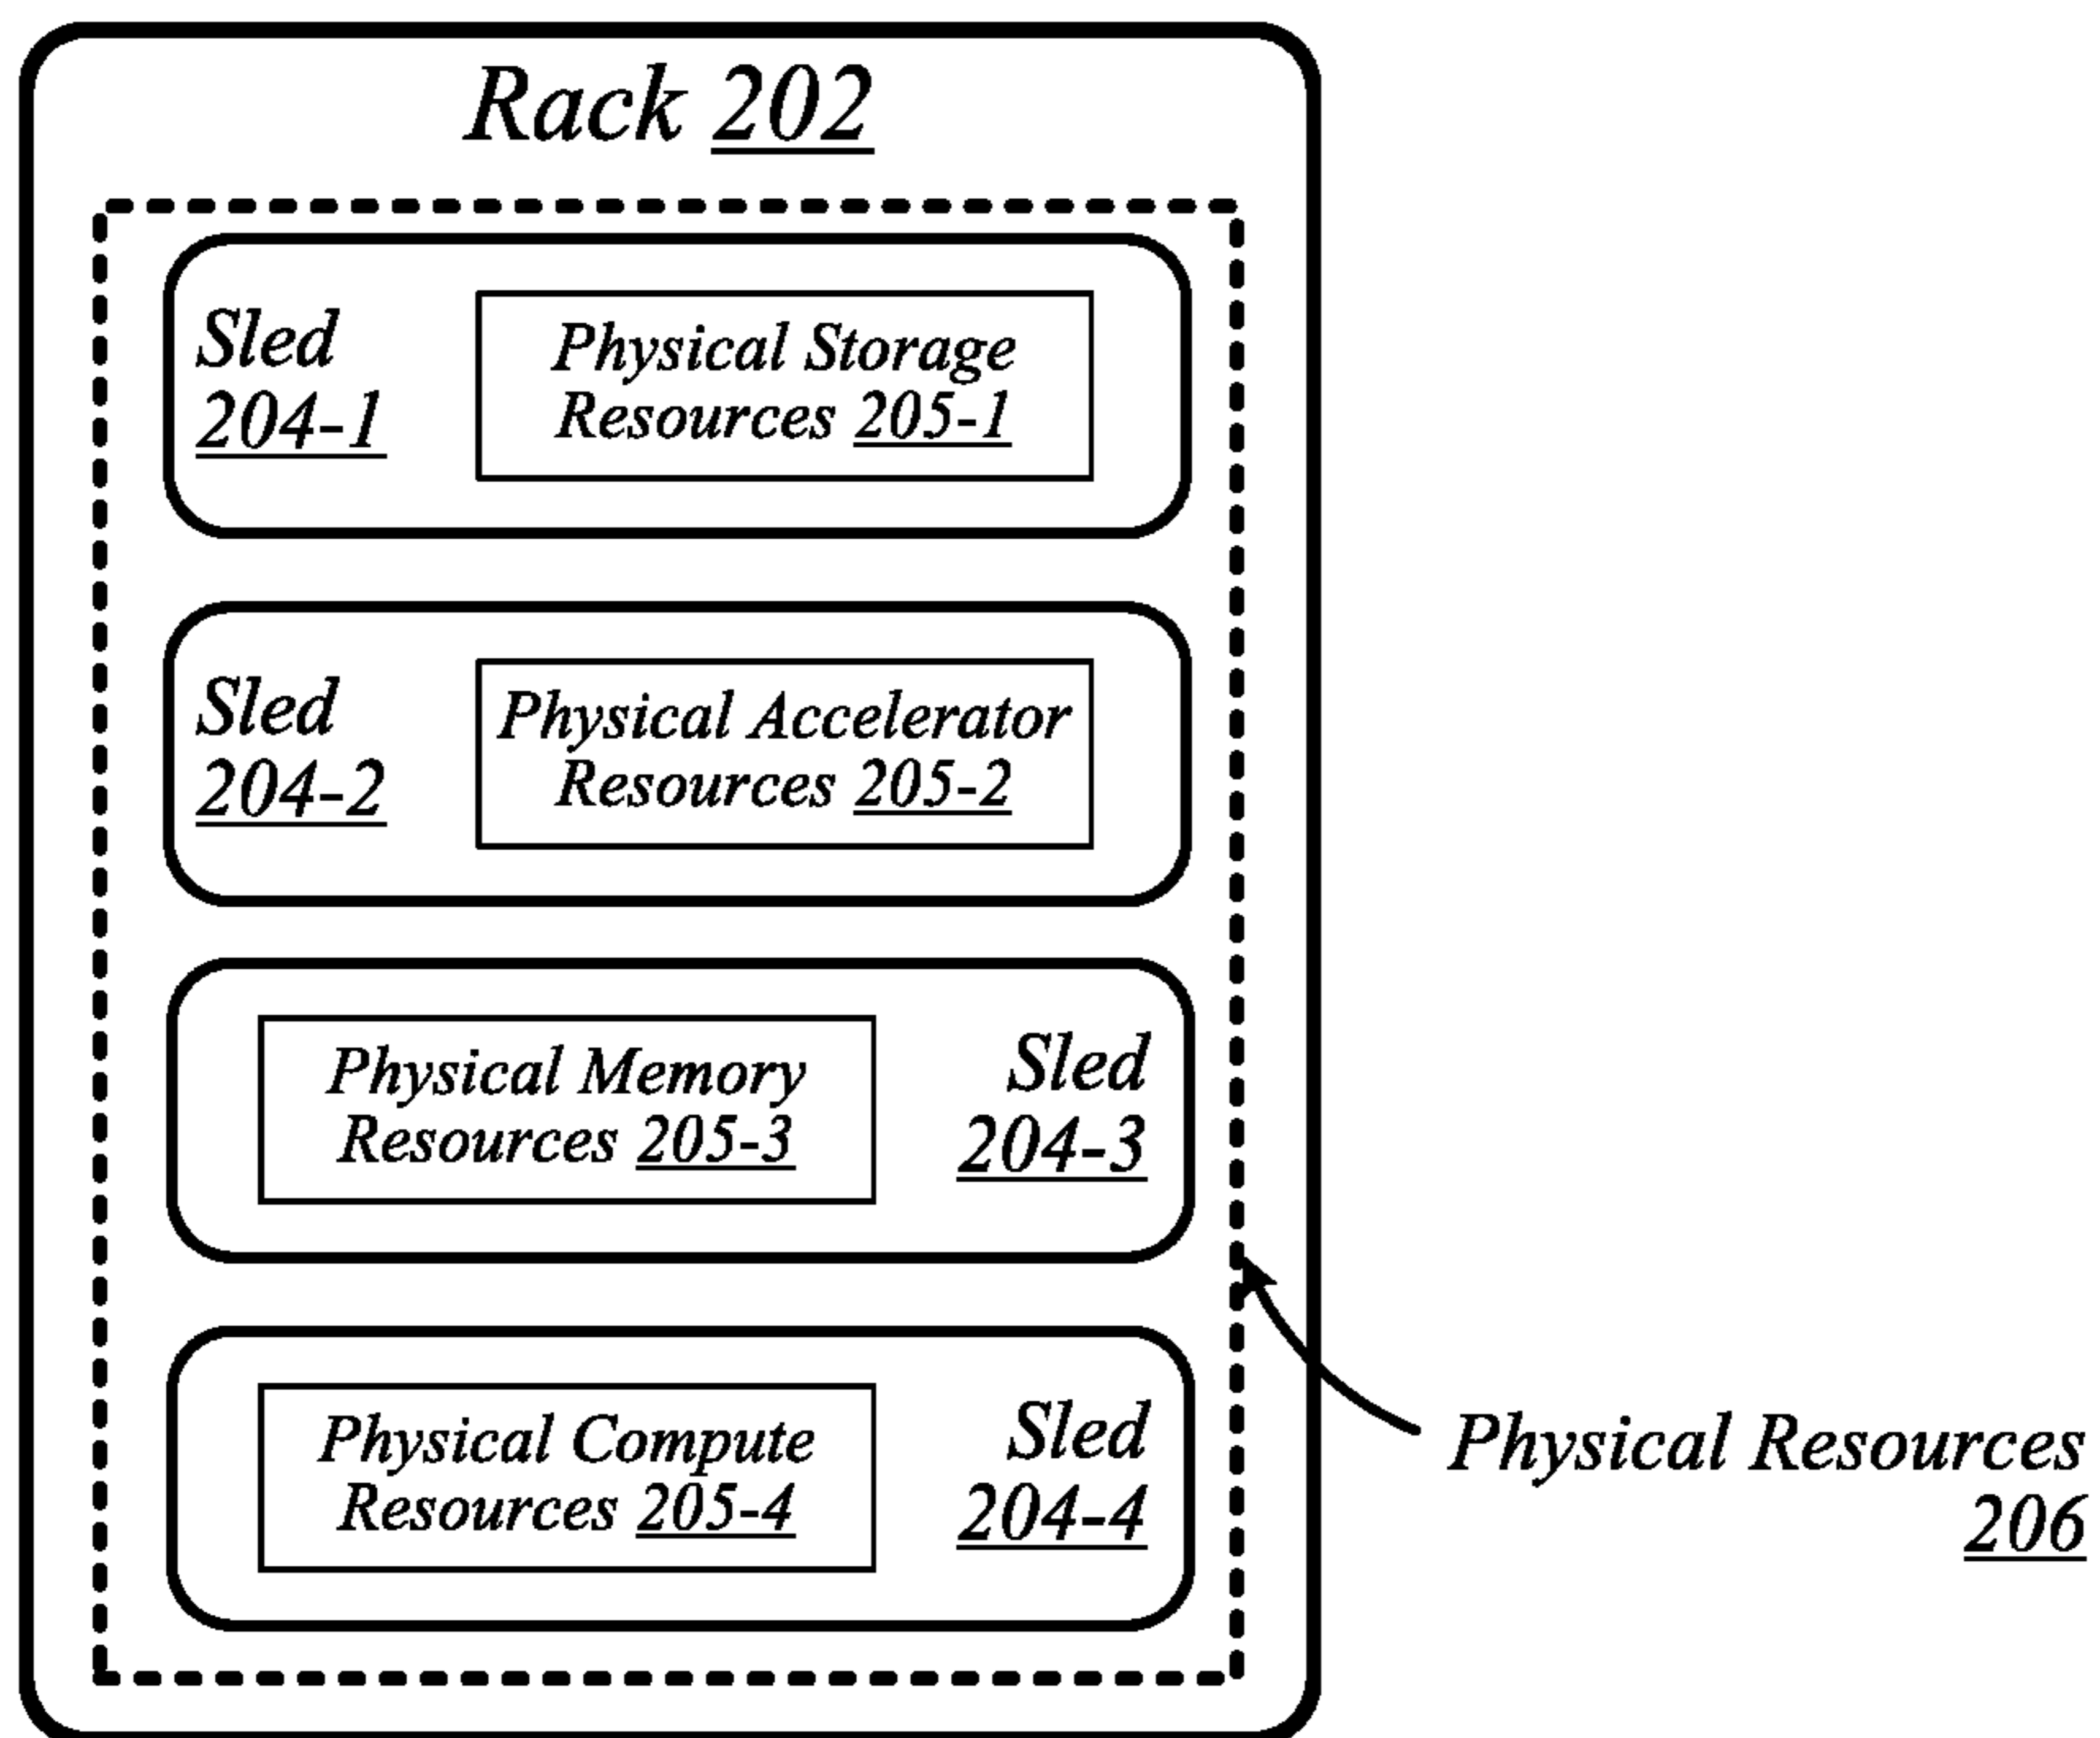 Rack 202
Sled
204-1
Physical Storage
Resources 205-1
Sled
204-2
Physical Accelerator
Resources 205-2
Physical Memory
Resources 205-3
Sled
204-3
Physical Compute
Resources 205-4
Sled
204-4
Physical Resources
206